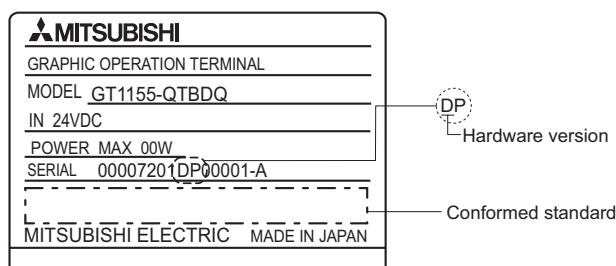 MITSUBISHI
GRAPHIC OPERATION TERMINAL
MODEL GT1155-QTBDQ
IN 24VDC
POWER MAX 00W
SERIAL 00007201DP00001-A
MITSUBISHI ELECTRIC MADE IN JAPAN
DP
Hardware version
Conformed standard